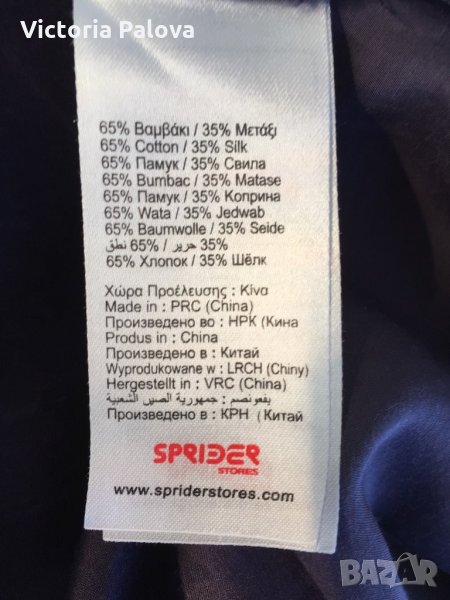 Victoria Palova
65% Βαμβάκι / 35% Μετάξι
65% Cotton / 35% Silk
65% Памук / 35% Свила
65% Bumbac / 35% Matase
65% Памук / 35% Коприна
65% Wata / 35% Jedwab
65% Baumwolle / 35% Seide
35% حرير / 65% نطق
65% Хлопок / 35% Шёлк
Χώρα Προέλευσης : Κίνα
Made in : PRC (China)
Произведено во : НРК (Кина
Produs in : China
Произведено в : Китай
Wyprodukowane w : LRCH (Chiny)
Hergestellt in : VRC (China)
يفعونصم : جمهورية الصين الشعبية
Произведено в : КРН (Китай
SPRIDER
STORES
www.spriderstores.com
BAZAR